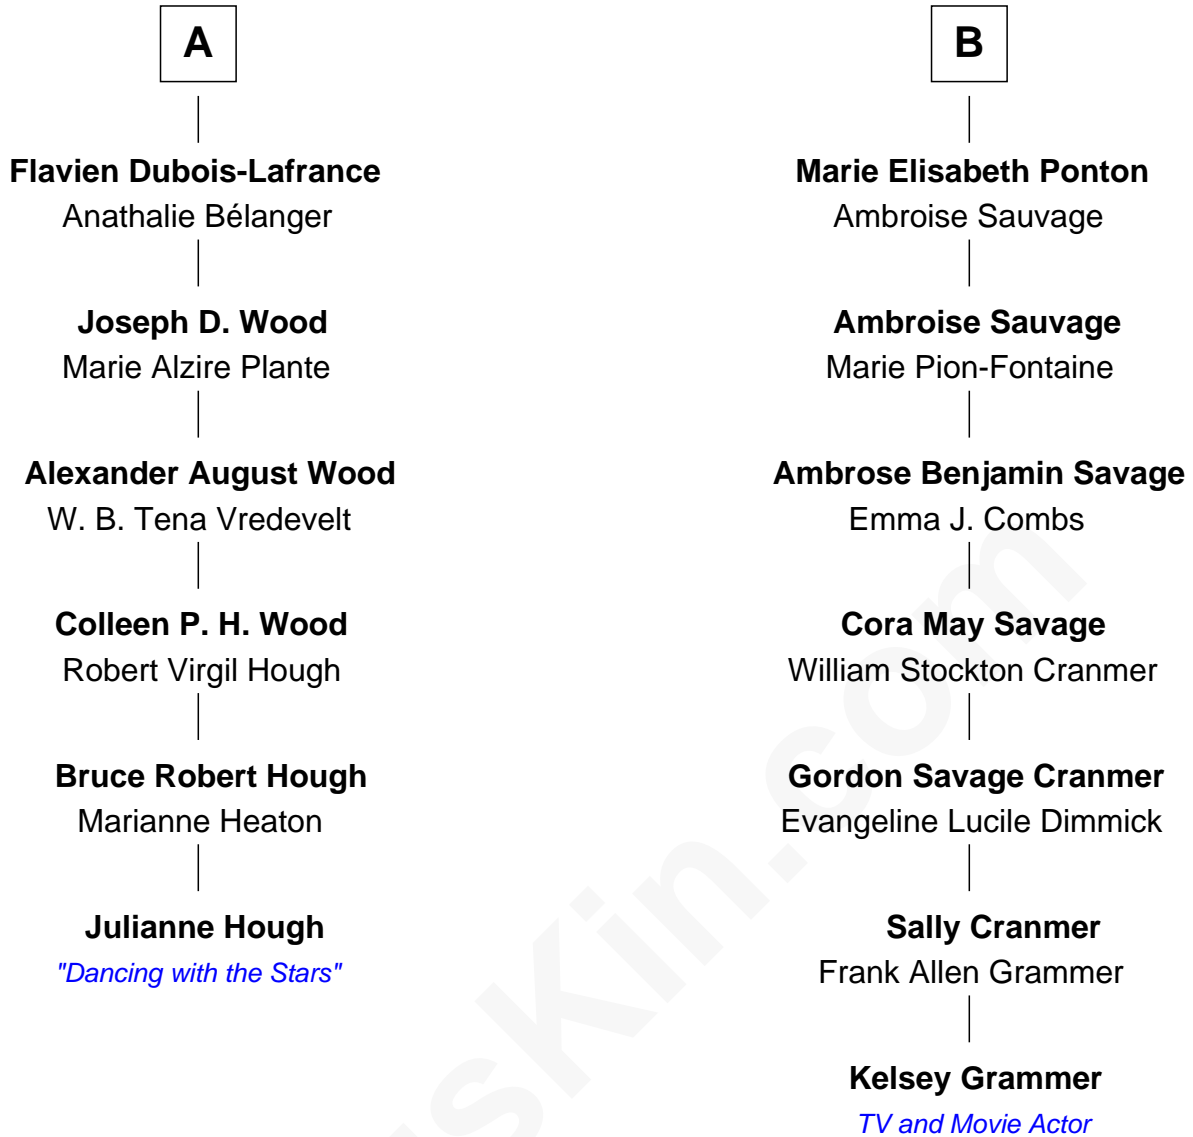 A
Flavien Dubois-Lafrance
Anathalie Bélanger
Joseph D. Wood
Marie Alzire Plante
Alexander August Wood
W. B. Tena Vredevelt
Colleen P. H. Wood
Robert Virgil Hough
Bruce Robert Hough
Marianne Heaton
Julianne Hough
"Dancing with the Stars"
B
Marie Elisabeth Ponton
Ambroise Sauvage
Ambroise Sauvage
Marie Pion-Fontaine
Ambrose Benjamin Savage
Emma J. Combs
Cora May Savage
William Stockton Cranmer
Gordon Savage Cranmer
Evangeline Lucile Dimmick
Sally Cranmer
Frank Allen Grammer
Kelsey Grammer
TV and Movie Actor
sKin.com